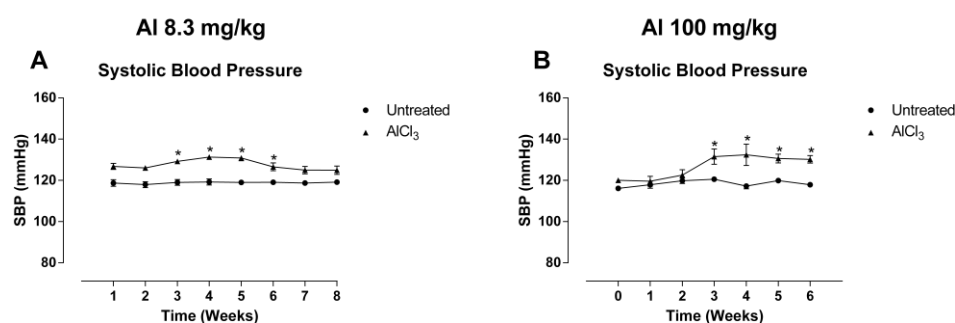 Al 8.3 mg/kg
A
Systolic Blood Pressure
160
140
120
100
80
SBP (mmHg)
* * * *
1 2 3 4 5 6 7 8
Time (Weeks)
Untreated
AlCl₃
Al 100 mg/kg
B
Systolic Blood Pressure
160
140
120
100
80
SBP (mmHg)
* * * *
0 1 2 3 4 5 6
Time (Weeks)
Untreated
AlCl₃